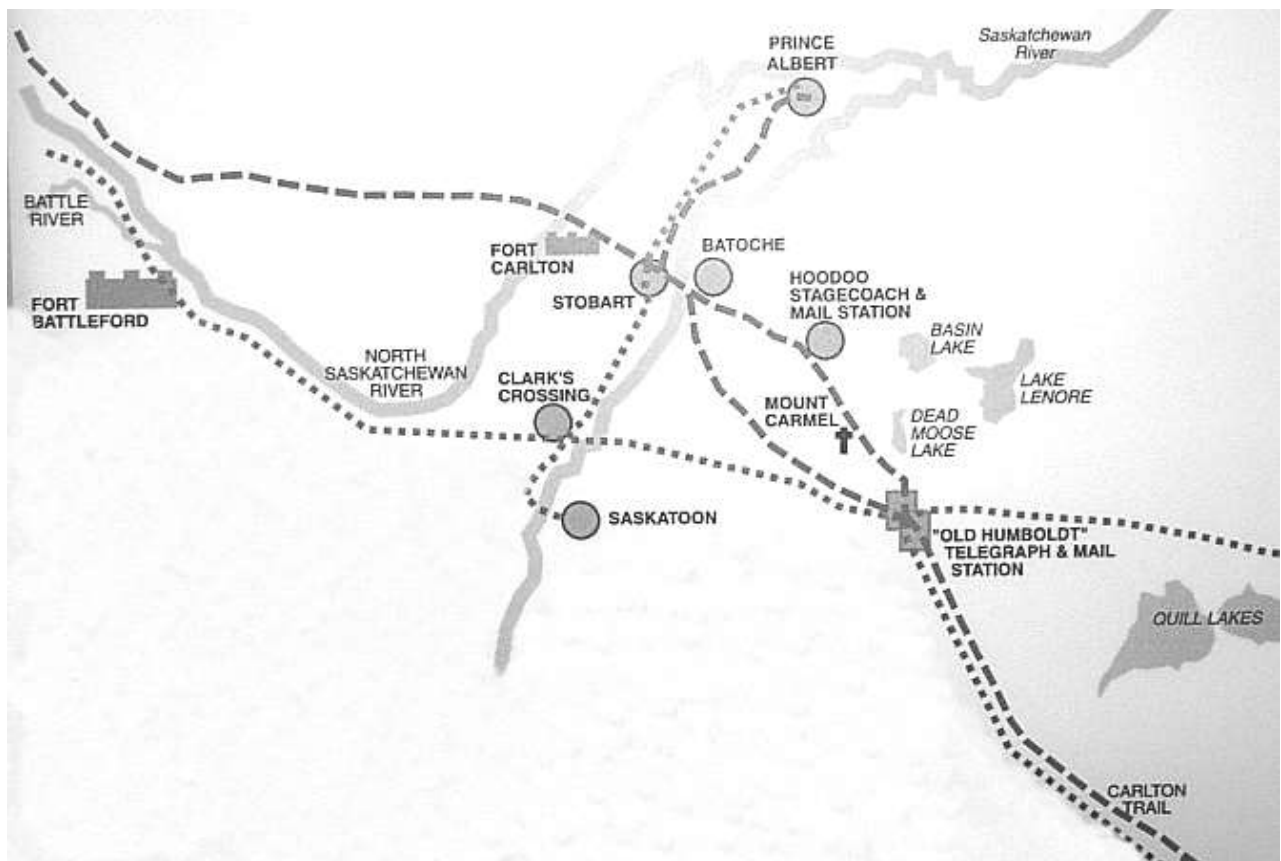 PRINCE
ALBERT
Saskatchewan
River
BATTLE
RIVER
FORT
CARLTON
BATOCHE
STOBART
HOODOO
STAGECOACH &
MAIL STATION
FORT
BATTLEFORD
NORTH
SASKATCHEWAN
RIVER
BASIN
LAKE
LAKE
LENORE
CLARK'S
CROSSING
MOUNT
CARMEL
DEAD
MOOSE
LAKE
SASKATOON
"OLD HUMBOLDT"
TELEGRAPH & MAIL
STATION
QUILL LAKES
CARLTON
TRAIL